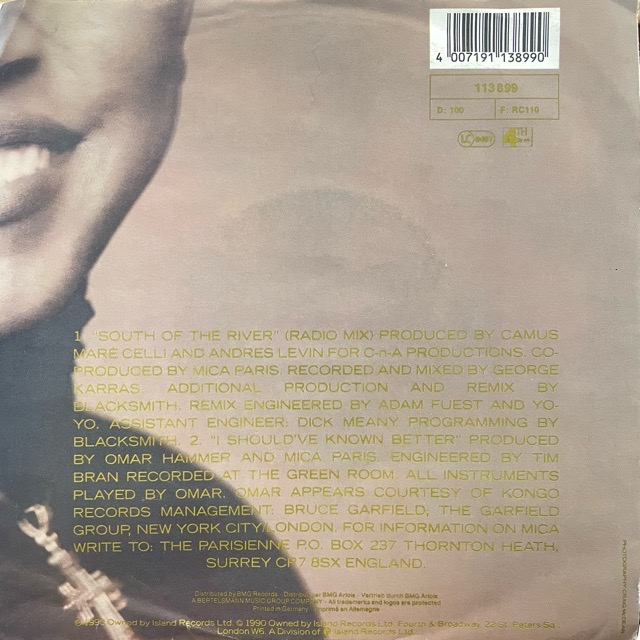 4 007191 138990
113 899
D: 100 F: RC110
LC 0407
4TH
1. "SOUTH OF THE RIVER" (RADIO MIX) PRODUCED BY CAMUS
MARE CELLI AND ANDRES LEVIN FOR C-n-A PRODUCTIONS. CO-
PRODUCED BY MICA PARIS. RECORDED AND MIXED BY GEORGE
KARRAS. ADDITIONAL PRODUCTION AND REMIX BY
BLACKSMITH. REMIX ENGINEERED BY ADAM FUEST AND YO-
YO. ASSISTANT ENGINEER: DICK MEANY. PROGRAMMING BY
BLACKSMITH. 2. "I SHOULD'VE KNOWN BETTER" PRODUCED
BY OMAR HAMMER AND MICA PARIS. ENGINEERED BY TIM
BRAN RECORDED AT THE GREEN ROOM. ALL INSTRUMENTS
PLAYED BY OMAR. OMAR APPEARS COURTESY OF KONGO
RECORDS MANAGEMENT: BRUCE GARFIELD, THE GARFIELD
GROUP, NEW YORK CITY/LONDON. FOR INFORMATION ON MICA
WRITE TO: THE PARISIENNE P.O. BOX 237 THORNTON HEATH,
SURREY CR7 8SX ENGLAND.
Distributed by BMG Records - Distribué par BMG Ariola - Vertrieb durch BMG Ariola
A BERTELSMANN MUSIC GROUP COMPANY - All trademarks and logos are protected
Printed in Germany - Imprimé en Allemagne
℗ 1990 Owned by Island Records Ltd. © 1990 Owned by Island Records Ltd. Fourth & Broadway, 22 St. Peters Sq.
London W6. A Division of Island Records Ltd.